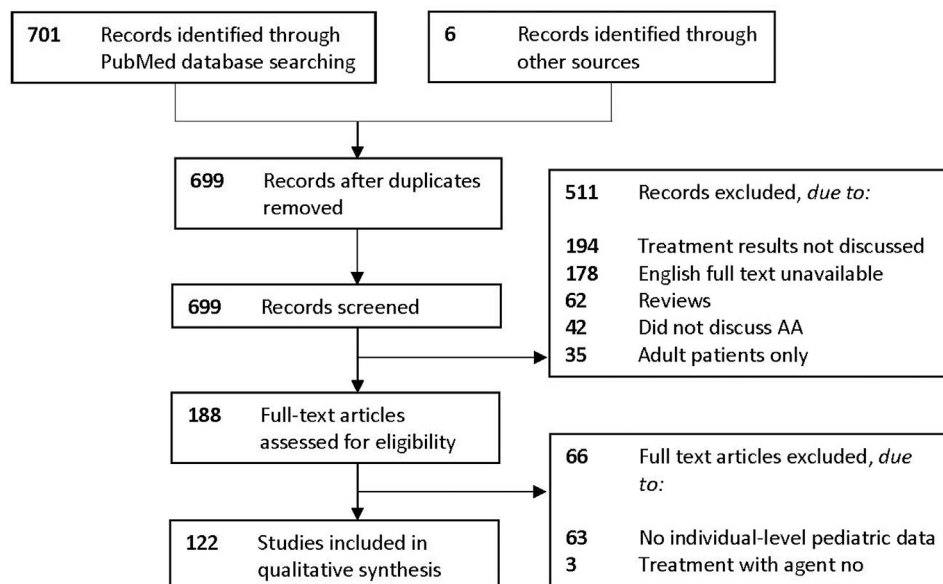 701 Records identified through
PubMed database searching
6 Records identified through
other sources
699 Records after duplicates
removed
511 Records excluded, due to:
194 Treatment results not discussed
178 English full text unavailable
62 Reviews
42 Did not discuss AA
35 Adult patients only
699 Records screened
188 Full-text articles
assessed for eligibility
66 Full text articles excluded, due
to:
63 No individual-level pediatric data
3 Treatment with agent no
122 Studies included in
qualitative synthesis